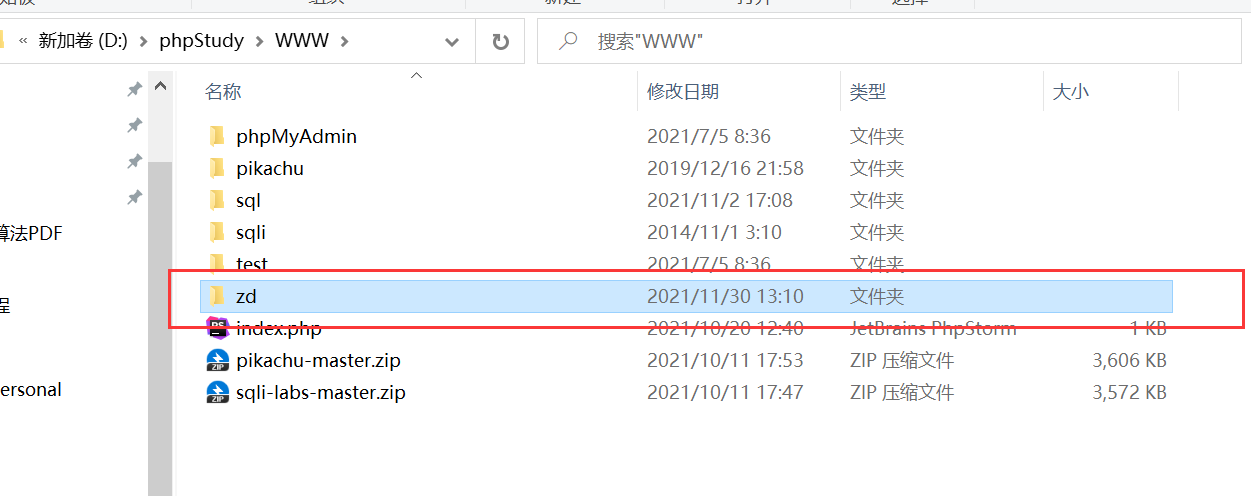 « 新加卷 (D:) › phpStudy › WWW ›
搜索"WWW"
名称 修改日期 类型 大小
phpMyAdmin 2021/7/5 8:36 文件夹
pikachu 2019/12/16 21:58 文件夹
sql 2021/11/2 17:08 文件夹
sqli 2014/11/1 3:10 文件夹
test 2021/7/5 8:36 文件夹
zd 2021/11/30 13:10 文件夹
index.php 2021/10/20 12:40 JetBrains PhpStorm 1 KB
pikachu-master.zip 2021/10/11 17:53 ZIP 压缩文件 3,606 KB
sqli-labs-master.zip 2021/10/11 17:47 ZIP 压缩文件 3,572 KB
算法PDF
程
ersonal